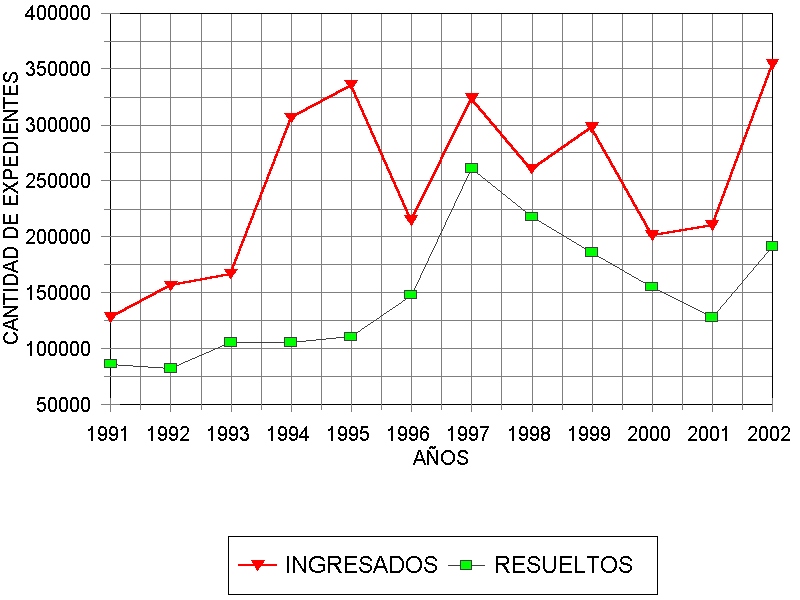 400000
350000
300000
250000
200000
150000
100000
50000
CANTIDAD DE EXPEDIENTES
1991 1992 1993 1994 1995 1996 1997 1998 1999 2000 2001 2002
AÑOS
INGRESADOS RESUELTOS